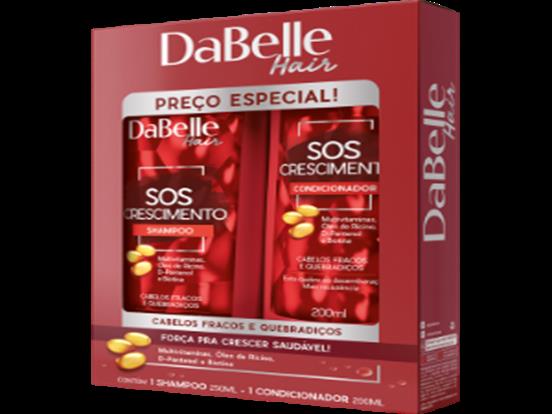 DaBelle
Hair
PREÇO ESPECIAL!
DaBelle
Hair
SOS
CRESCIMENTO
SHAMPOO
Multivitaminas,
Óleo de Rícino,
D-Pantenol
e Biotina
CABELOS FRACOS
E QUEBRADIÇOS
SOS
CRESCIMENT
CONDICIONADOR
Multivitaminas,
Óleo de Rícino,
D-Pantenol
e Biotina
CABELOS FRACOS
E QUEBRADIÇOS
200ml
CABELOS FRACOS E QUEBRADIÇOS
FORÇA PRA CRESCER SAUDÁVEL!
Multivitaminas, Óleo de Rícino,
D-Pantenol e Biotina
CONTÉM: 1 SHAMPOO 250ML - 1 CONDICIONADOR 200ML
DaBelle
Hair